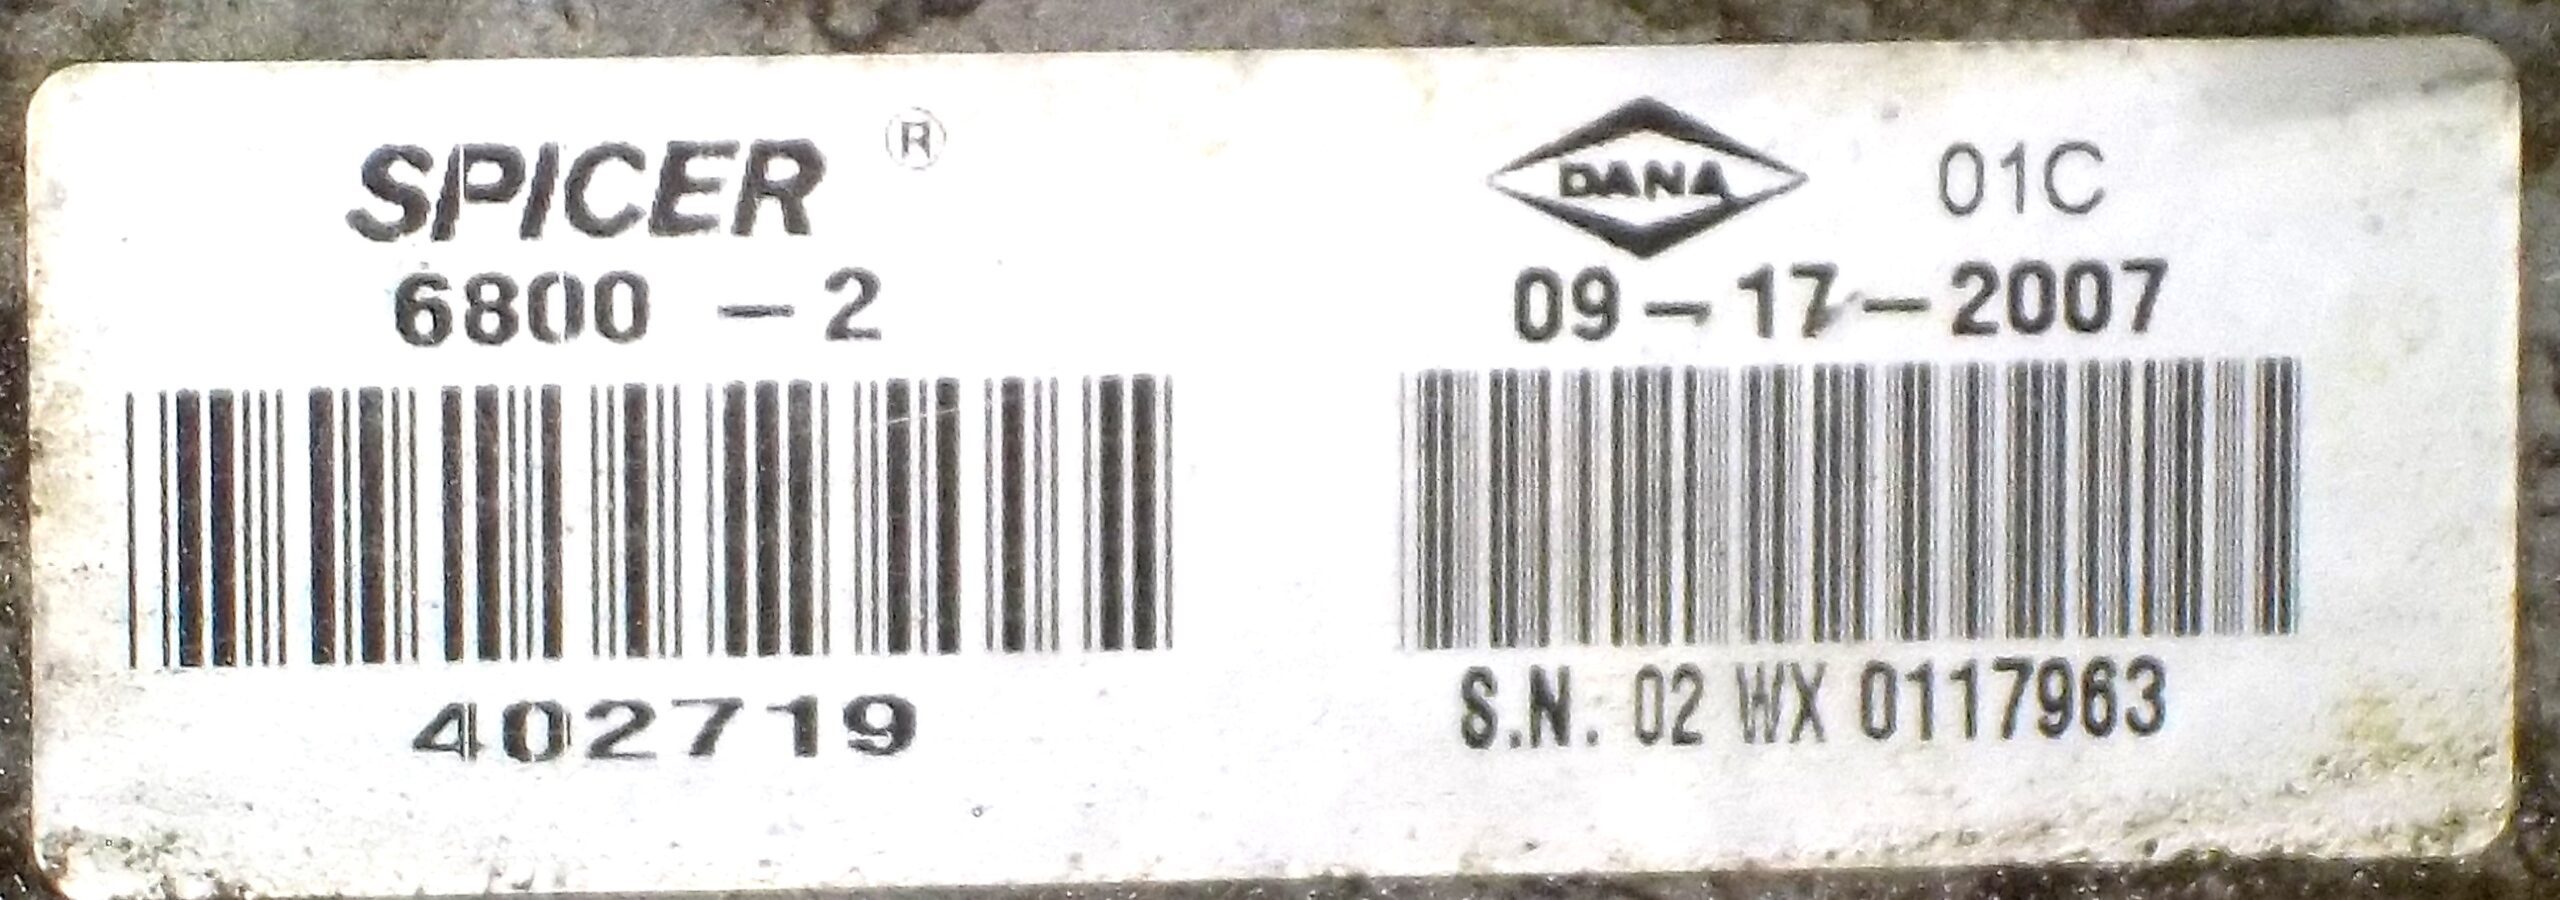 SPICER ®
6800 - 2
402719
DANA 01C
09-17-2007
S.N. 02 WX 0117963